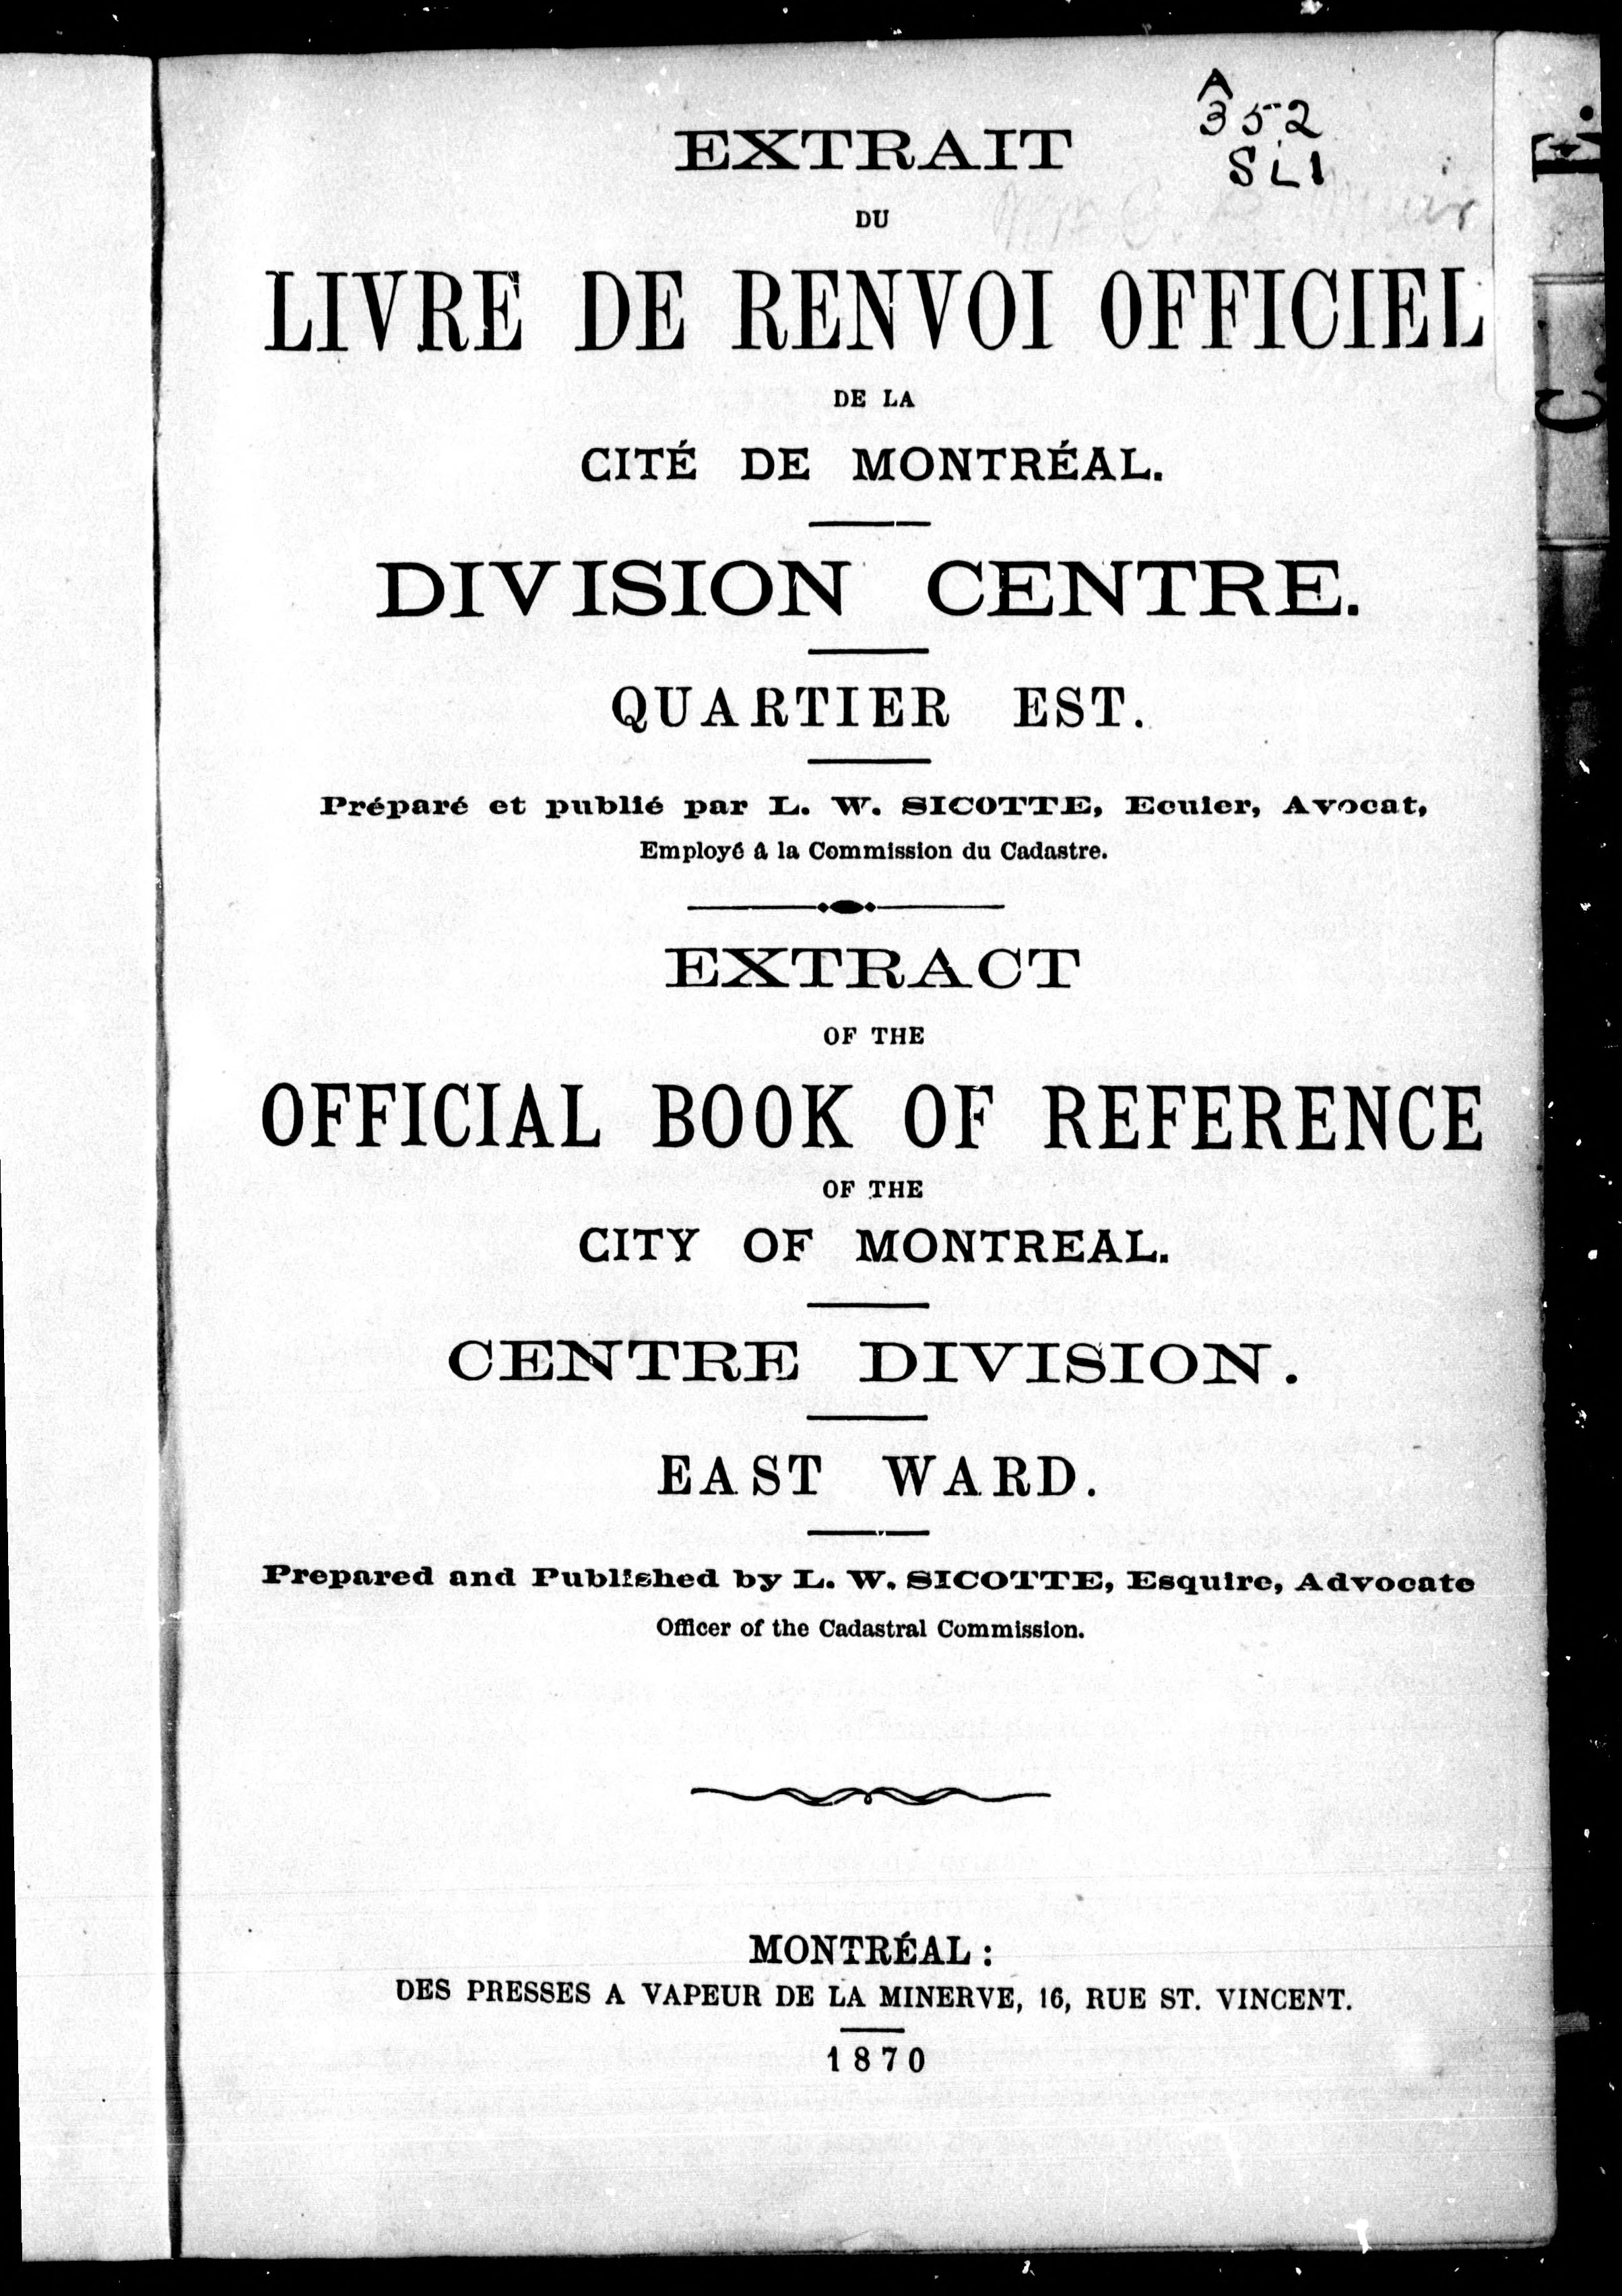 A
352
SL1
EXTRAIT
DU
LIVRE DE RENVOI OFFICIEL
DE LA
CITÉ DE MONTRÉAL.
DIVISION CENTRE.
QUARTIER EST.
Préparé et publié par L. W. SICOTTE, Ecuier, Avocat,
Employé à la Commission du Cadastre.
EXTRACT
OF THE
OFFICIAL BOOK OF REFERENCE
OF THE
CITY OF MONTREAL.
CENTRE DIVISION.
EAST WARD.
Prepared and Published by L. W. SICOTTE, Esquire, Advocate
Officer of the Cadastral Commission.
MONTRÉAL :
DES PRESSES A VAPEUR DE LA MINERVE, 16, RUE ST. VINCENT.
1870
C. E.